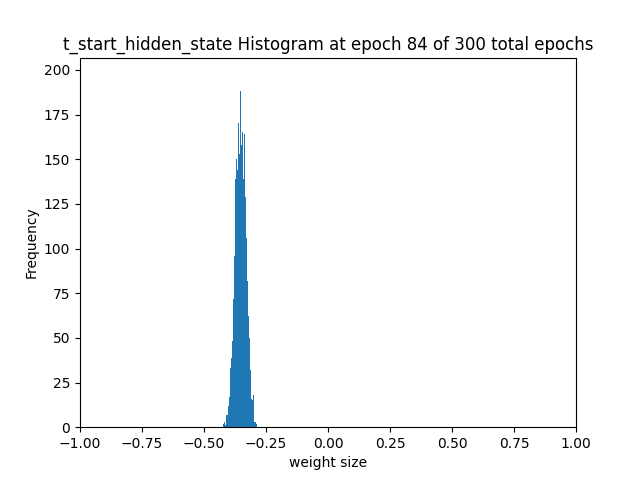 t_start_hidden_state Histogram at epoch 84 of 300 total epochs
200
175
150
125
100
75
50
25
0
Frequency
−1.00 −0.75 −0.50 −0.25 0.00 0.25 0.50 0.75 1.00
weight size